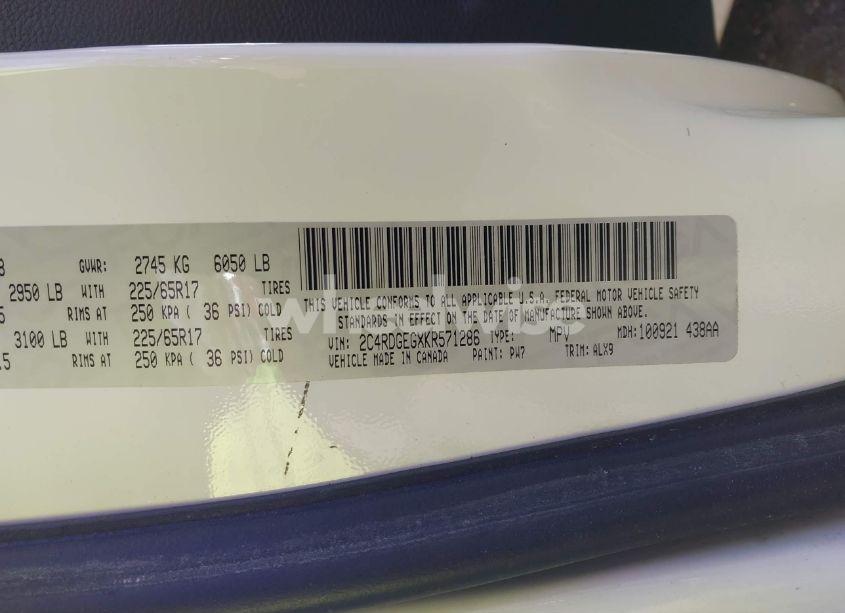 8 GVWR: 2745 KG 6050 LB
2950 LB WITH 225/65R17 TIRES
5 RIMS AT 250 KPA ( 36 PSI) COLD
3100 LB WITH 225/65R17 TIRES
15 RIMS AT 250 KPA ( 36 PSI) COLD
THIS VEHICLE CONFORMS TO ALL APPLICABLE U.S.A. FEDERAL MOTOR VEHICLE SAFETY
STANDARDS IN EFFECT ON THE DATE OF MANUFACTURE SHOWN ABOVE.
VIN: 2C4RDGEGXKR571286 TYPE: MPV MDH: 100921 438AA
VEHICLE MADE IN CANADA PAINT: PW7 TRIM: ALX9